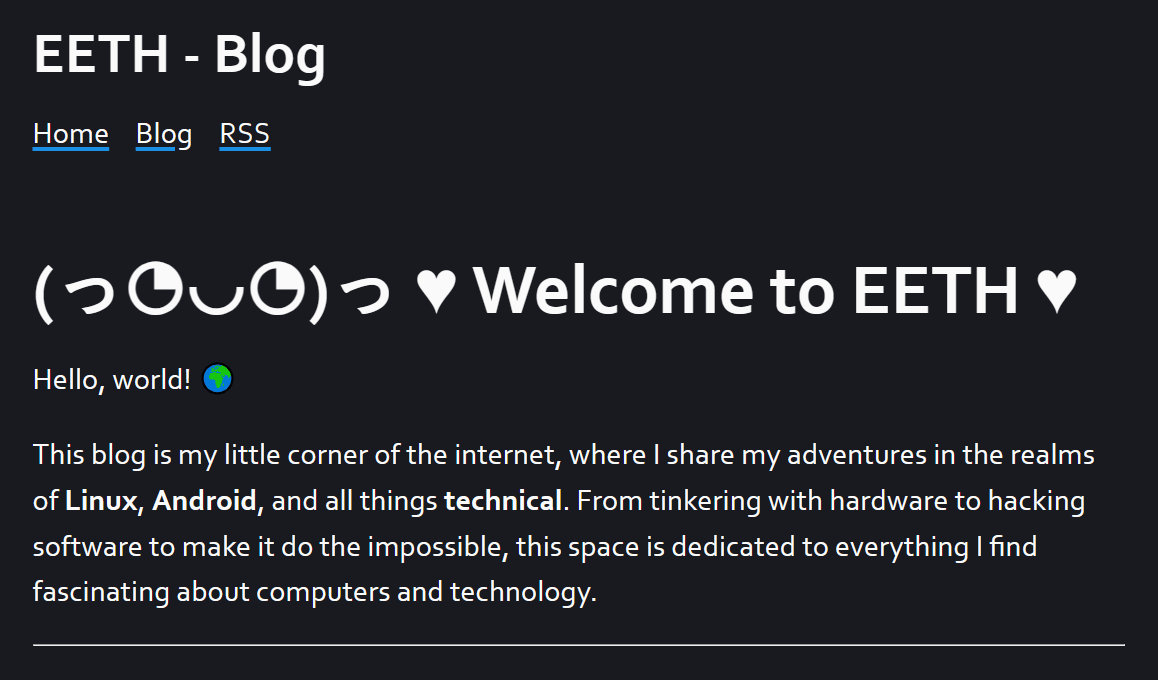 EETH - Blog
Home Blog RSS
(っ◔◡◔)っ ♥ Welcome to EETH ♥
Hello, world! 🌍
This blog is my little corner of the internet, where I share my adventures in the realms
of Linux, Android, and all things technical. From tinkering with hardware to hacking
software to make it do the impossible, this space is dedicated to everything I find
fascinating about computers and technology.